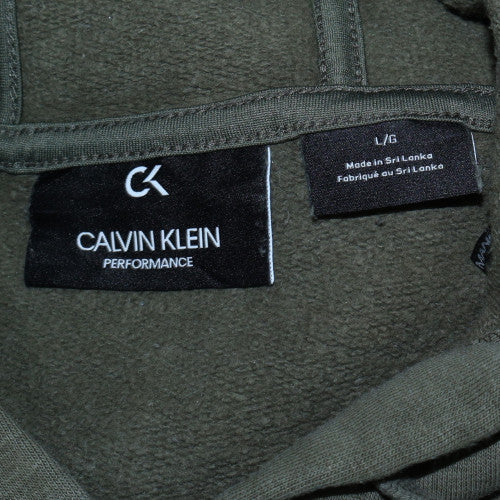 CK
CALVIN KLEIN
PERFORMANCE
L/G
Made in Sri Lanka
Fabriqué au Sri Lanka